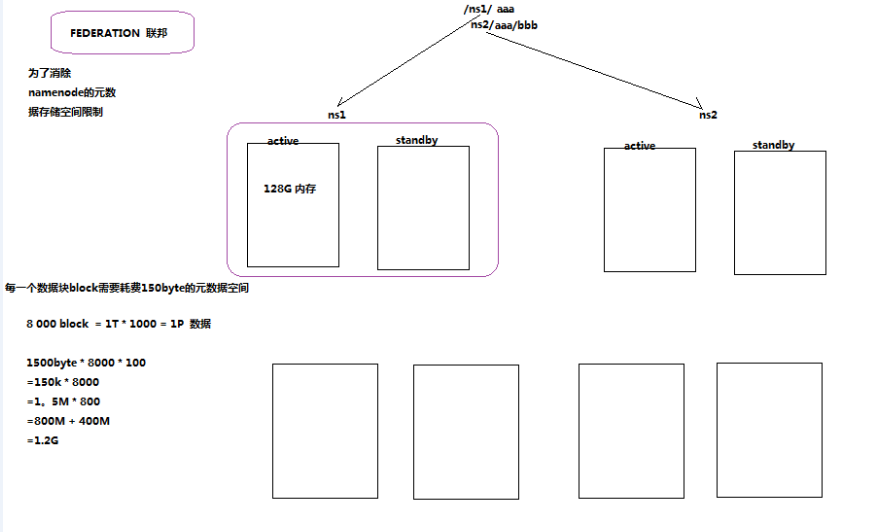 FEDERATION 联邦
为了消除
namenode的元数
据存储空间限制
/ns1/ aaa
ns2/aaa/bbb
ns1
ns2
active
standby
active
standby
128G 内存
每一个数据块block需要耗费150byte的元数据空间
8 000 block = 1T * 1000 = 1P 数据
1500byte * 8000 * 100
=150k * 8000
=1。5M * 800
=800M + 400M
=1.2G